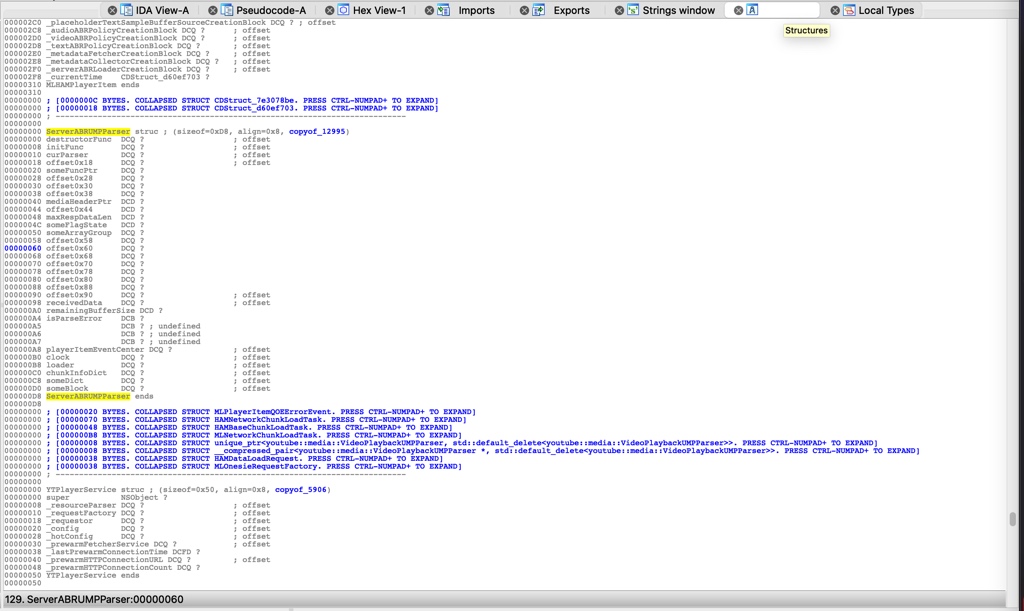 IDA View-A Pseudocode-A Hex View-1 Imports Exports Strings window Local Types
Structures
000002C0 _placeholderTextSampleBufferSourceCreationBlock DCQ ? ; offset
000002C8 _audioABRPolicyCreationBlock DCQ ? ; offset
000002D0 _videoABRPolicyCreationBlock DCQ ? ; offset
000002D8 _textABRPolicyCreationBlock DCQ ? ; offset
000002E0 _metadataFetcherCreationBlock DCQ ? ; offset
000002E8 _metadataCollectorCreationBlock DCQ ? ; offset
000002F0 _serverABRLoaderCreationBlock DCQ ? ; offset
000002F8 _currentTime CDStruct_d60ef703 ?
00000310 MLHAMPlayerItem ends
00000310
00000000 ; [0000000C BYTES. COLLAPSED STRUCT CDStruct_7e3078be. PRESS CTRL-NUMPAD+ TO EXPAND]
00000000 ; [00000018 BYTES. COLLAPSED STRUCT CDStruct_d60ef703. PRESS CTRL-NUMPAD+ TO EXPAND]
00000000 ; ---------------------------------------------------------------------------
00000000
00000000 ServerABRUMPParser struc ; (sizeof=0xD8, align=0x8, copyof_12995)
00000000 destructorFunc DCQ ? ; offset
00000008 initFunc DCQ ? ; offset
00000010 curParser DCQ ? ; offset
00000018 offset0x18 DCQ ? ; offset
00000020 someFuncPtr DCQ ?
00000028 offset0x28 DCQ ?
00000030 offset0x30 DCQ ?
00000038 offset0x38 DCQ ?
00000040 mediaHeaderPtr DCD ?
00000044 offset0x44 DCD ?
00000048 maxRespDataLen DCD ?
0000004C someFlagState DCD ?
00000050 someArrayGroup DCQ ?
00000058 offset0x58 DCQ ?
00000060 offset0x60 DCQ ?
00000068 offset0x68 DCQ ?
00000070 offset0x70 DCQ ?
00000078 offset0x78 DCQ ?
00000080 offset0x80 DCQ ?
00000088 offset0x88 DCQ ?
00000090 offset0x90 DCQ ? ; offset
00000098 receivedData DCQ ? ; offset
000000A0 remainingBufferSize DCD ?
000000A4 isParseError DCB ?
000000A5 DCB ? ; undefined
000000A6 DCB ? ; undefined
000000A7 DCB ? ; undefined
000000A8 playerItemEventCenter DCQ ? ; offset
000000B0 clock DCQ ? ; offset
000000B8 loader DCQ ? ; offset
000000C0 chunkInfoDict DCQ ? ; offset
000000C8 someDict DCQ ? ; offset
000000D0 someBlock DCQ ? ; offset
000000D8 ServerABRUMPParser ends
000000D8
00000000 ; [00000020 BYTES. COLLAPSED STRUCT MLPlayerItemQOEErrorEvent. PRESS CTRL-NUMPAD+ TO EXPAND]
00000000 ; [00000070 BYTES. COLLAPSED STRUCT HAMNetworkChunkLoadTask. PRESS CTRL-NUMPAD+ TO EXPAND]
00000000 ; [00000048 BYTES. COLLAPSED STRUCT HAMBaseChunkLoadTask. PRESS CTRL-NUMPAD+ TO EXPAND]
00000000 ; [000000B8 BYTES. COLLAPSED STRUCT MLNetworkChunkLoadTask. PRESS CTRL-NUMPAD+ TO EXPAND]
00000000 ; [00000008 BYTES. COLLAPSED STRUCT unique_ptr<youtube::media::VideoPlaybackUMPParser, std::default_delete<youtube::media::VideoPlaybackUMPParser>>. PRESS CTRL-NUMPAD+ TO EXPAND]
00000000 ; [00000008 BYTES. COLLAPSED STRUCT __compressed_pair<youtube::media::VideoPlaybackUMPParser *, std::default_delete<youtube::media::VideoPlaybackUMPParser>>. PRESS CTRL-NUMPAD+ TO EXPAND]
00000000 ; [00000038 BYTES. COLLAPSED STRUCT HAMDataLoadRequest. PRESS CTRL-NUMPAD+ TO EXPAND]
00000000 ; [00000038 BYTES. COLLAPSED STRUCT MLOnesieRequestFactory. PRESS CTRL-NUMPAD+ TO EXPAND]
00000000 ; ---------------------------------------------------------------------------
00000000
00000000 YTPlayerService struc ; (sizeof=0x50, align=0x8, copyof_5906)
00000000 super NSObject ?
00000008 _resourceParser DCQ ? ; offset
00000010 _requestFactory DCQ ? ; offset
00000018 _requestor DCQ ? ; offset
00000020 _config DCQ ? ; offset
00000028 _hotConfig DCQ ? ; offset
00000030 _prewarmFetcherService DCQ ? ; offset
00000038 _lastPrewarmConnectionTime DCFD ?
00000040 _prewarmHTTPConnectionURL DCQ ? ; offset
00000048 _prewarmHTTPConnectionCount DCQ ?
00000050 YTPlayerService ends
00000050
129. ServerABRUMPParser:00000060